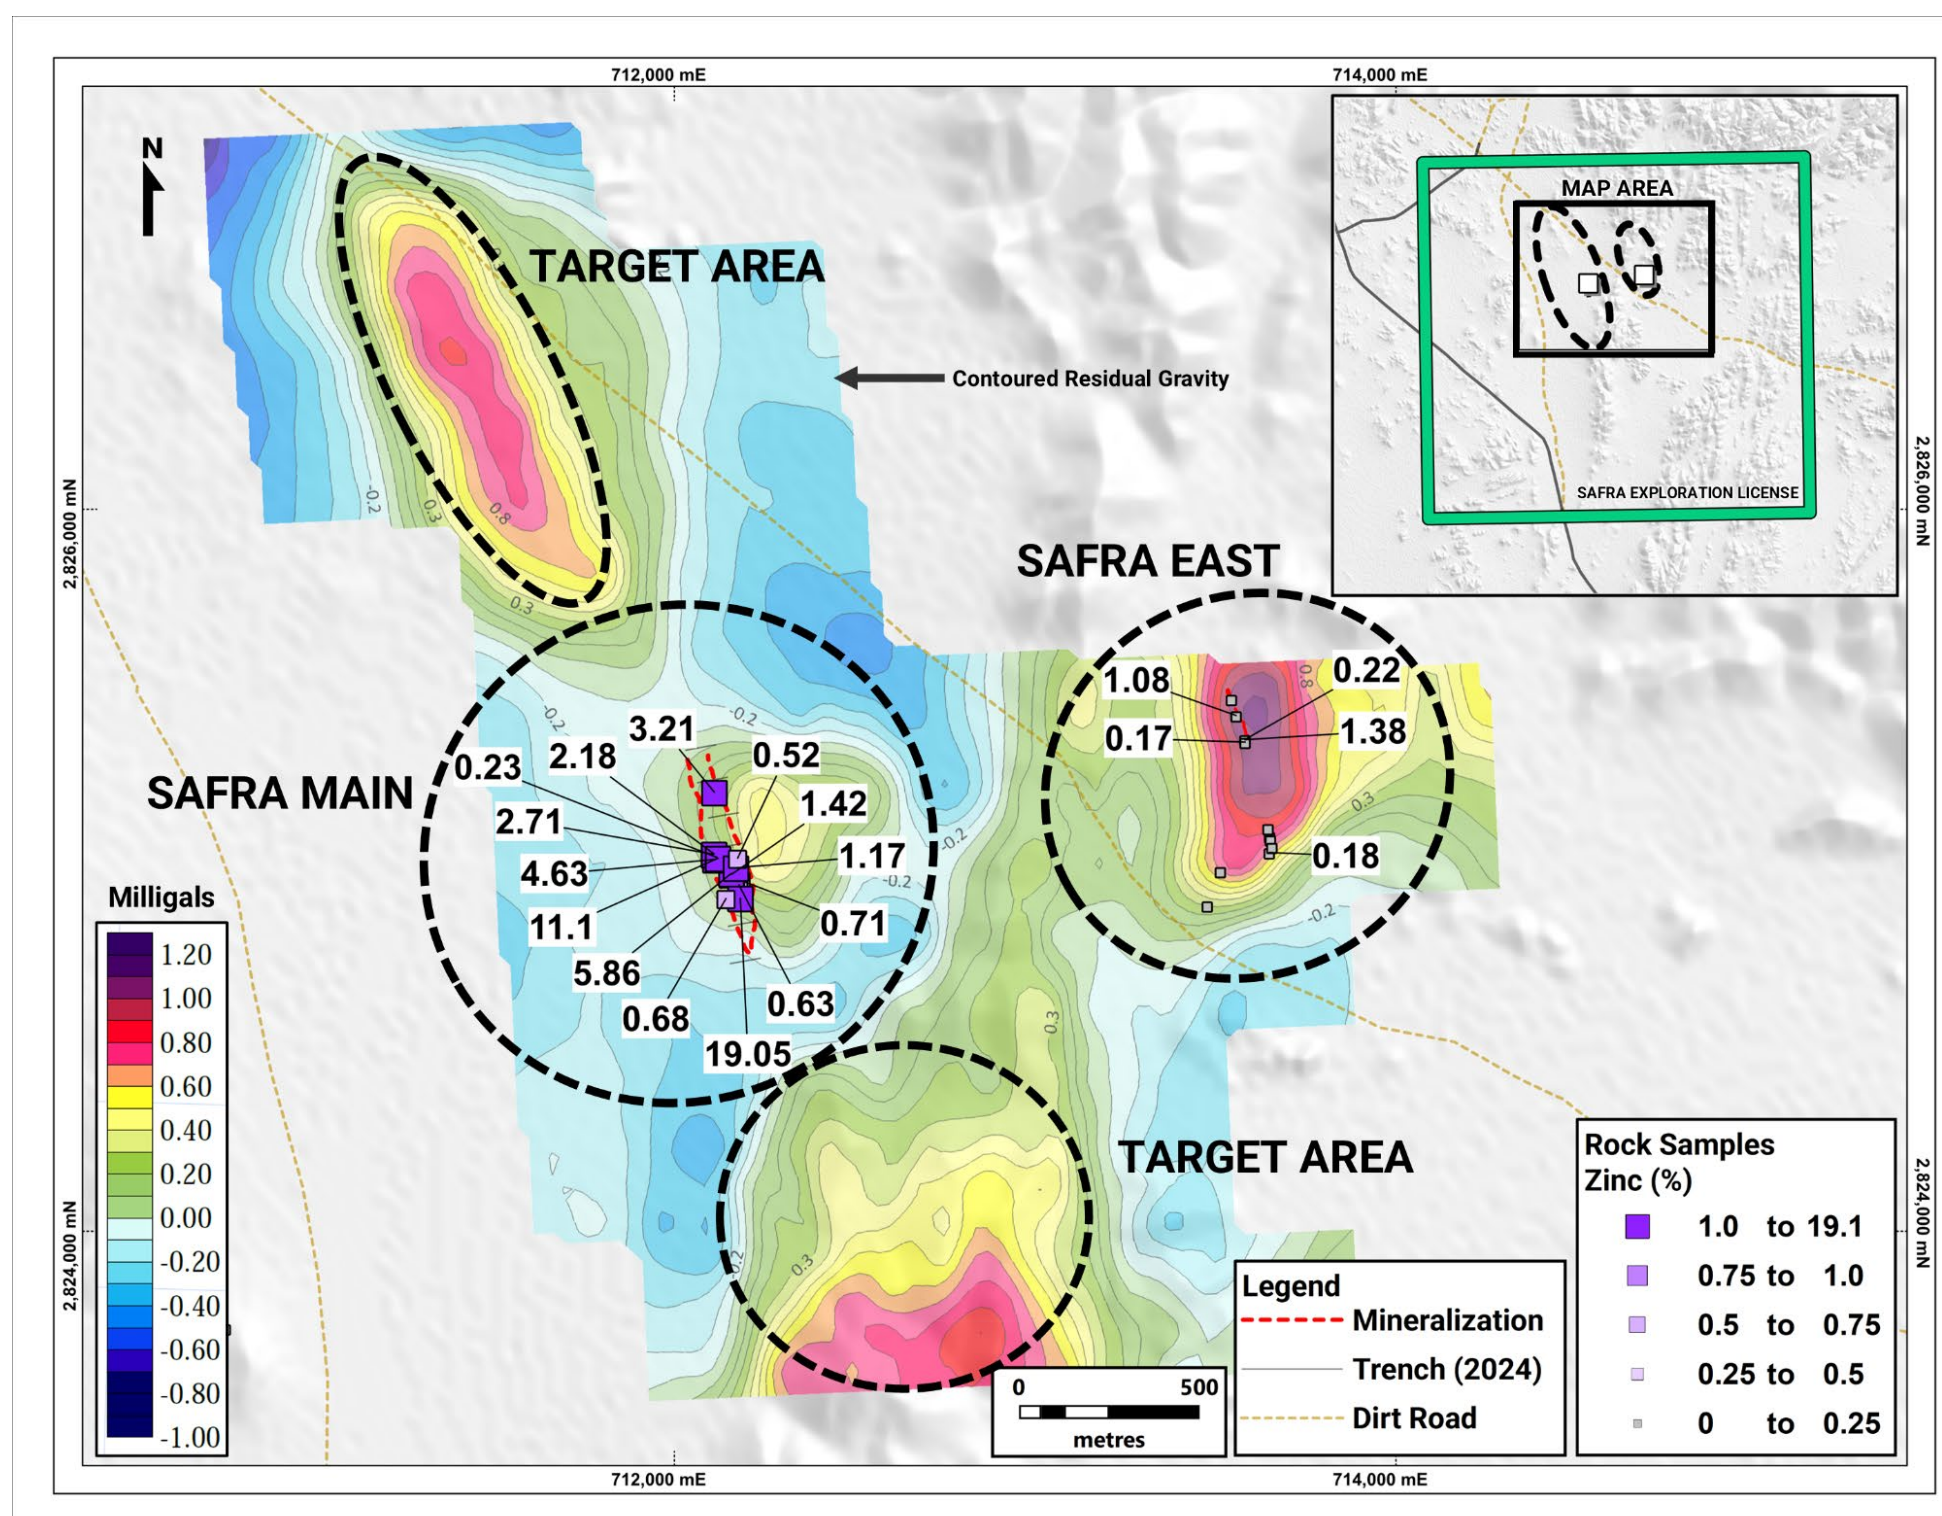 712,000 mE
714,000 mE
N
MAP AREA
SAFRA EXPLORATION LICENSE
TARGET AREA
Contoured Residual Gravity
2,826,000 mN
2,826,000 mN
-0.2
0.3
0.8
0.3
SAFRA EAST
1.08
0.8
0.22
0.17
1.38
0.3
0.18
-0.2
SAFRA MAIN
-0.2
-0.2
3.21
0.23
2.18
0.52
2.71
1.42
4.63
1.17
-0.2
-0.2
11.1
0.71
5.86
0.68
0.63
19.05
0.3
Milligals
1.20
1.00
0.80
0.60
0.40
0.20
0.00
-0.20
-0.40
-0.60
-0.80
-1.00
TARGET AREA
0.3
2,824,000 mN
2,824,000 mN
0 500
metres
Legend
Mineralization
Trench (2024)
Dirt Road
Rock Samples
Zinc (%)
1.0 to 19.1
0.75 to 1.0
0.5 to 0.75
0.25 to 0.5
0 to 0.25
712,000 mE
714,000 mE